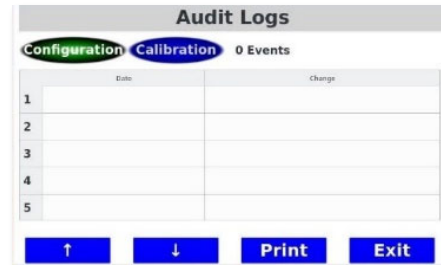 Audit Logs
Configuration Calibration 0 Events
Date Change
1
2
3
4
5
↑ ↓ Print Exit